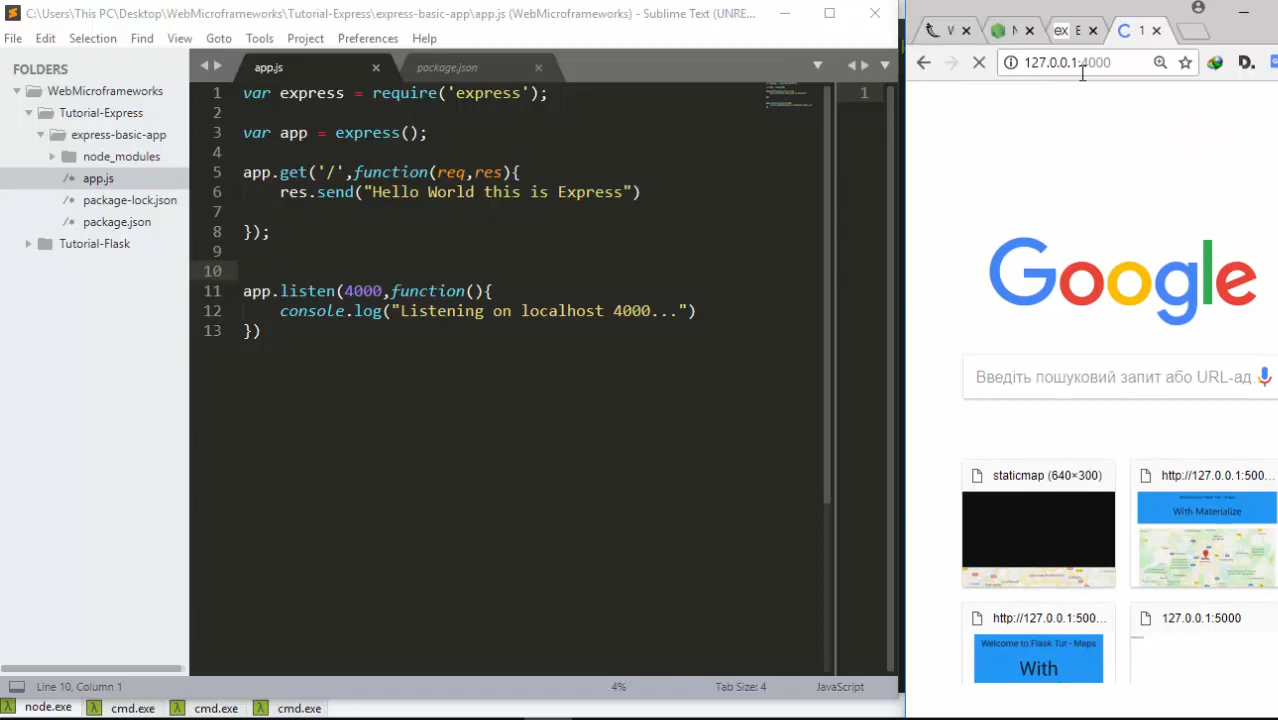 C:\Users\This PC\Desktop\WebMicroframeworks\Tutorial-Express\express-basic-app\app.js (WebMicroframeworks) - Sublime Text (UNRE...
File Edit Selection Find View Goto Tools Project Preferences Help
FOLDERS
WebMicroframeworks
Tutorial-Express
express-basic-app
node_modules
app.js
package-lock.json
package.json
Tutorial-Flask
app.js package.json
1 var express = require('express');
2
3 var app = express();
4
5 app.get('/',function(req,res){
6 res.send("Hello World this is Express")
7
8 });
9
10
11 app.listen(4000,function(){
12 console.log("Listening on localhost 4000...")
13 })
1
Line 10, Column 1 4% Tab Size: 4 JavaScript
node.exe cmd.exe cmd.exe cmd.exe
V N ex E 1
127.0.0.1:4000 D.
Google
Введіть пошуковий запит або URL-ад
staticmap (640×300) http://127.0.0.1:500...
With Materialize
http://127.0.0.1:500... 127.0.0.1:5000
Welcome to Flask Tut - Maps
With